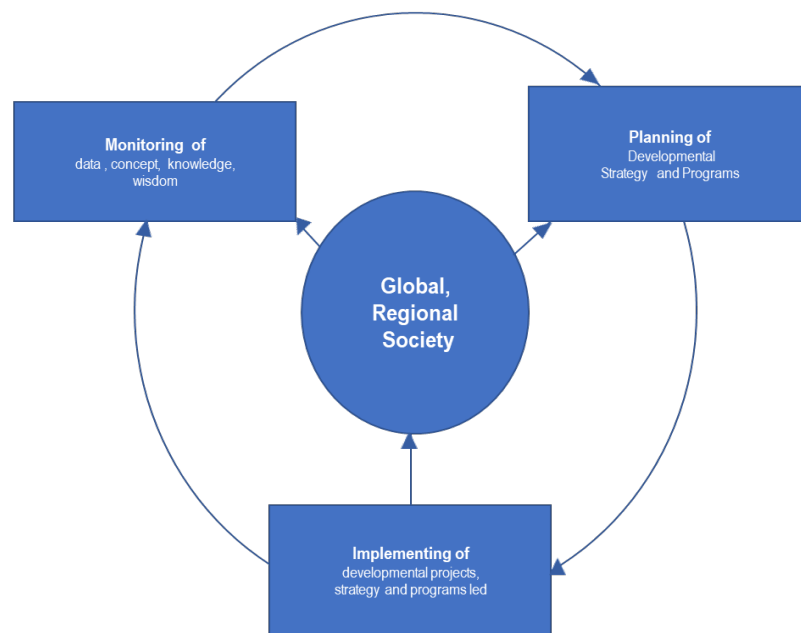 Monitoring of
data , concept, knowledge,
wisdom
Planning of
Developmental
Strategy and Programs
Global,
Regional
Society
Implementing of
developmental projects,
strategy and programs led